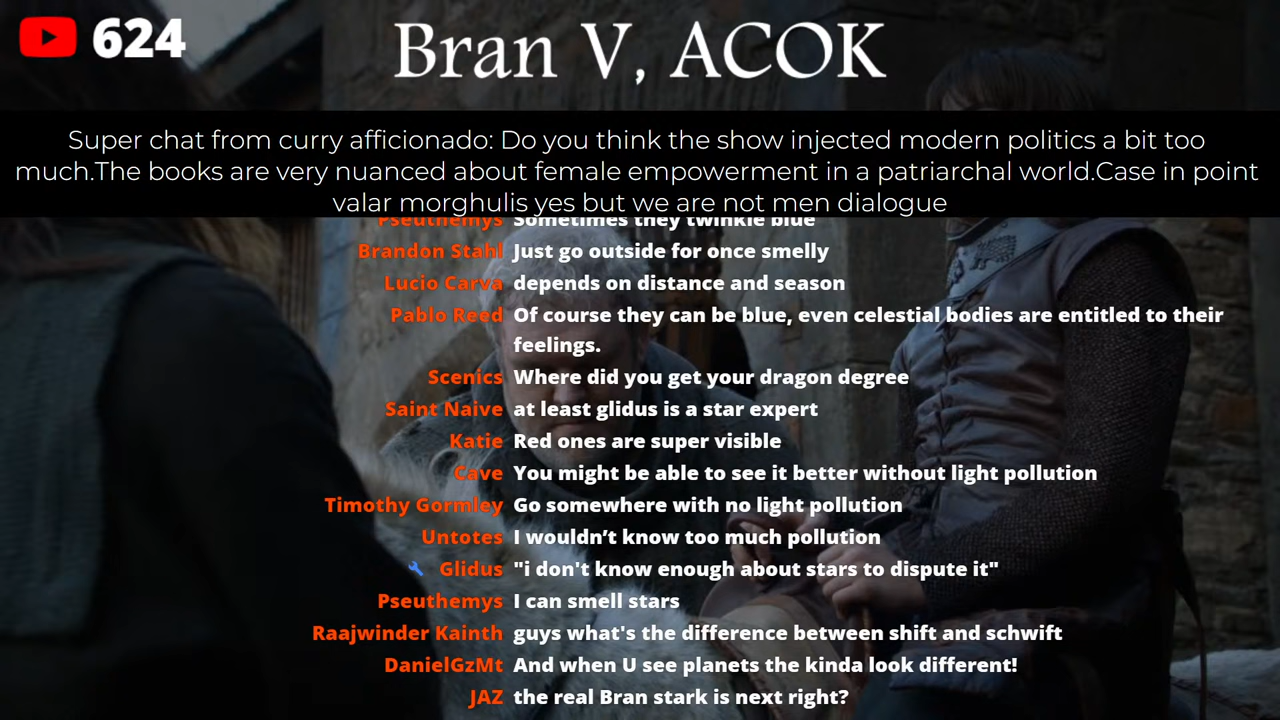 624
Bran V, ACOK
Super chat from curry afficionado: Do you think the show injected modern politics a bit too
much.The books are very nuanced about female empowerment in a patriarchal world.Case in point
valar morghulis yes but we are not men dialogue
Pseuthemys Sometimes they twinkle blue
Brandon Stahl Just go outside for once smelly
Lucio Carva depends on distance and season
Pablo Reed Of course they can be blue, even celestial bodies are entitled to their
feelings.
Scenics Where did you get your dragon degree
Saint Naive at least glidus is a star expert
Katie Red ones are super visible
Cave You might be able to see it better without light pollution
Timothy Gormley Go somewhere with no light pollution
Untotes I wouldn’t know too much pollution
Glidus "i don't know enough about stars to dispute it"
Pseuthemys I can smell stars
Raajwinder Kainth guys what's the difference between shift and schwift
DanielGzMt And when U see planets the kinda look different!
JAZ the real Bran stark is next right?